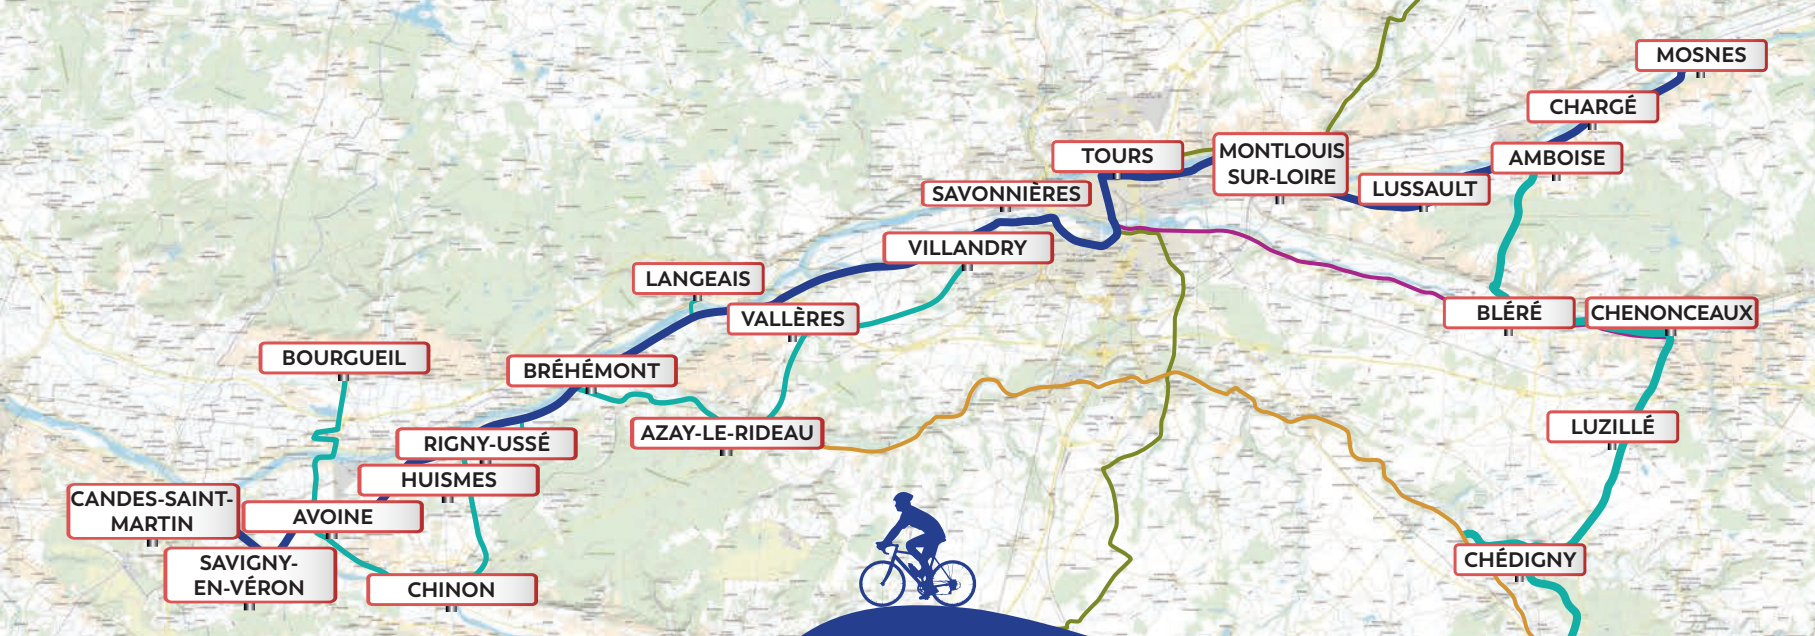 MOSNES
CHARGÉ
AMBOISE
TOURS
MONTLOUIS
SUR-LOIRE
LUSSAULT
SAVONNIÈRES
VILLANDRY
LANGEAIS
VALLÈRES
BLÉRÉ
CHENONCEAUX
BOURGUEIL
BRÉHÉMONT
RIGNY-USSÉ
AZAY-LE-RIDEAU
LUZILLÉ
HUISMES
CANDES-SAINT-
MARTIN
AVOINE
SAVIGNY-
EN-VÉRON
CHINON
CHÉDIGNY